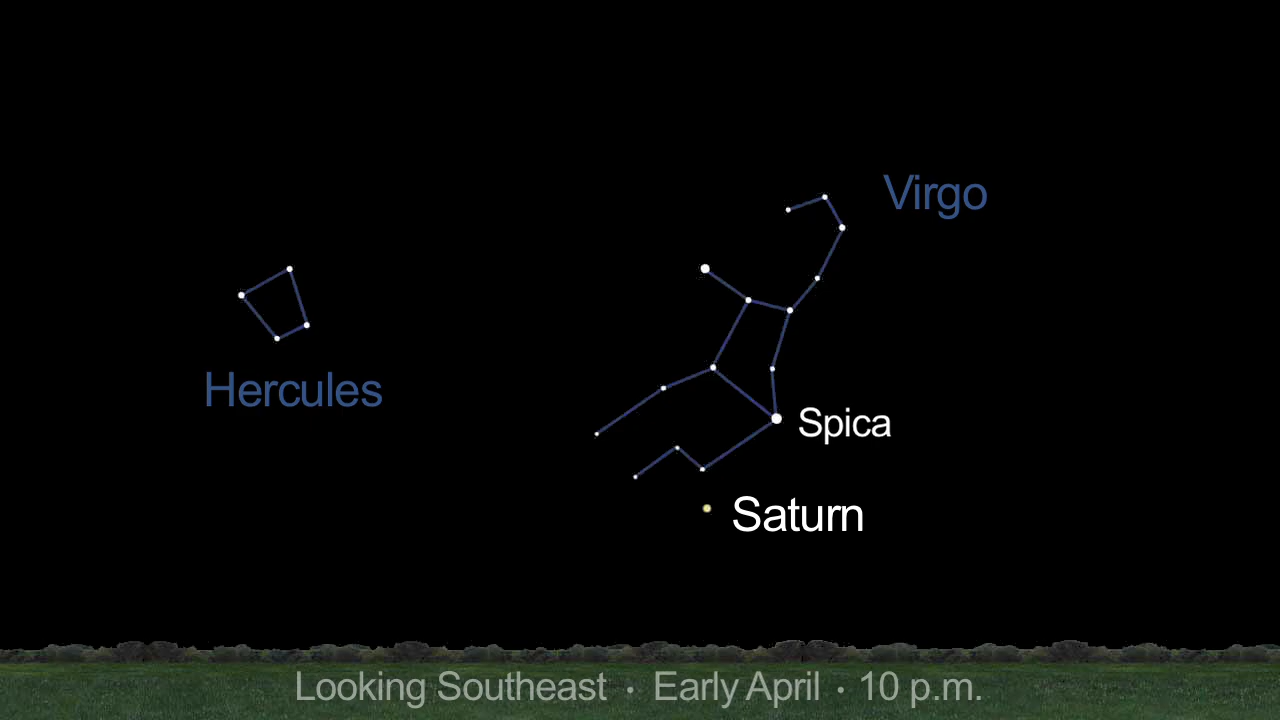 Virgo
Hercules
Spica
Saturn
Looking Southeast • Early April • 10 p.m.